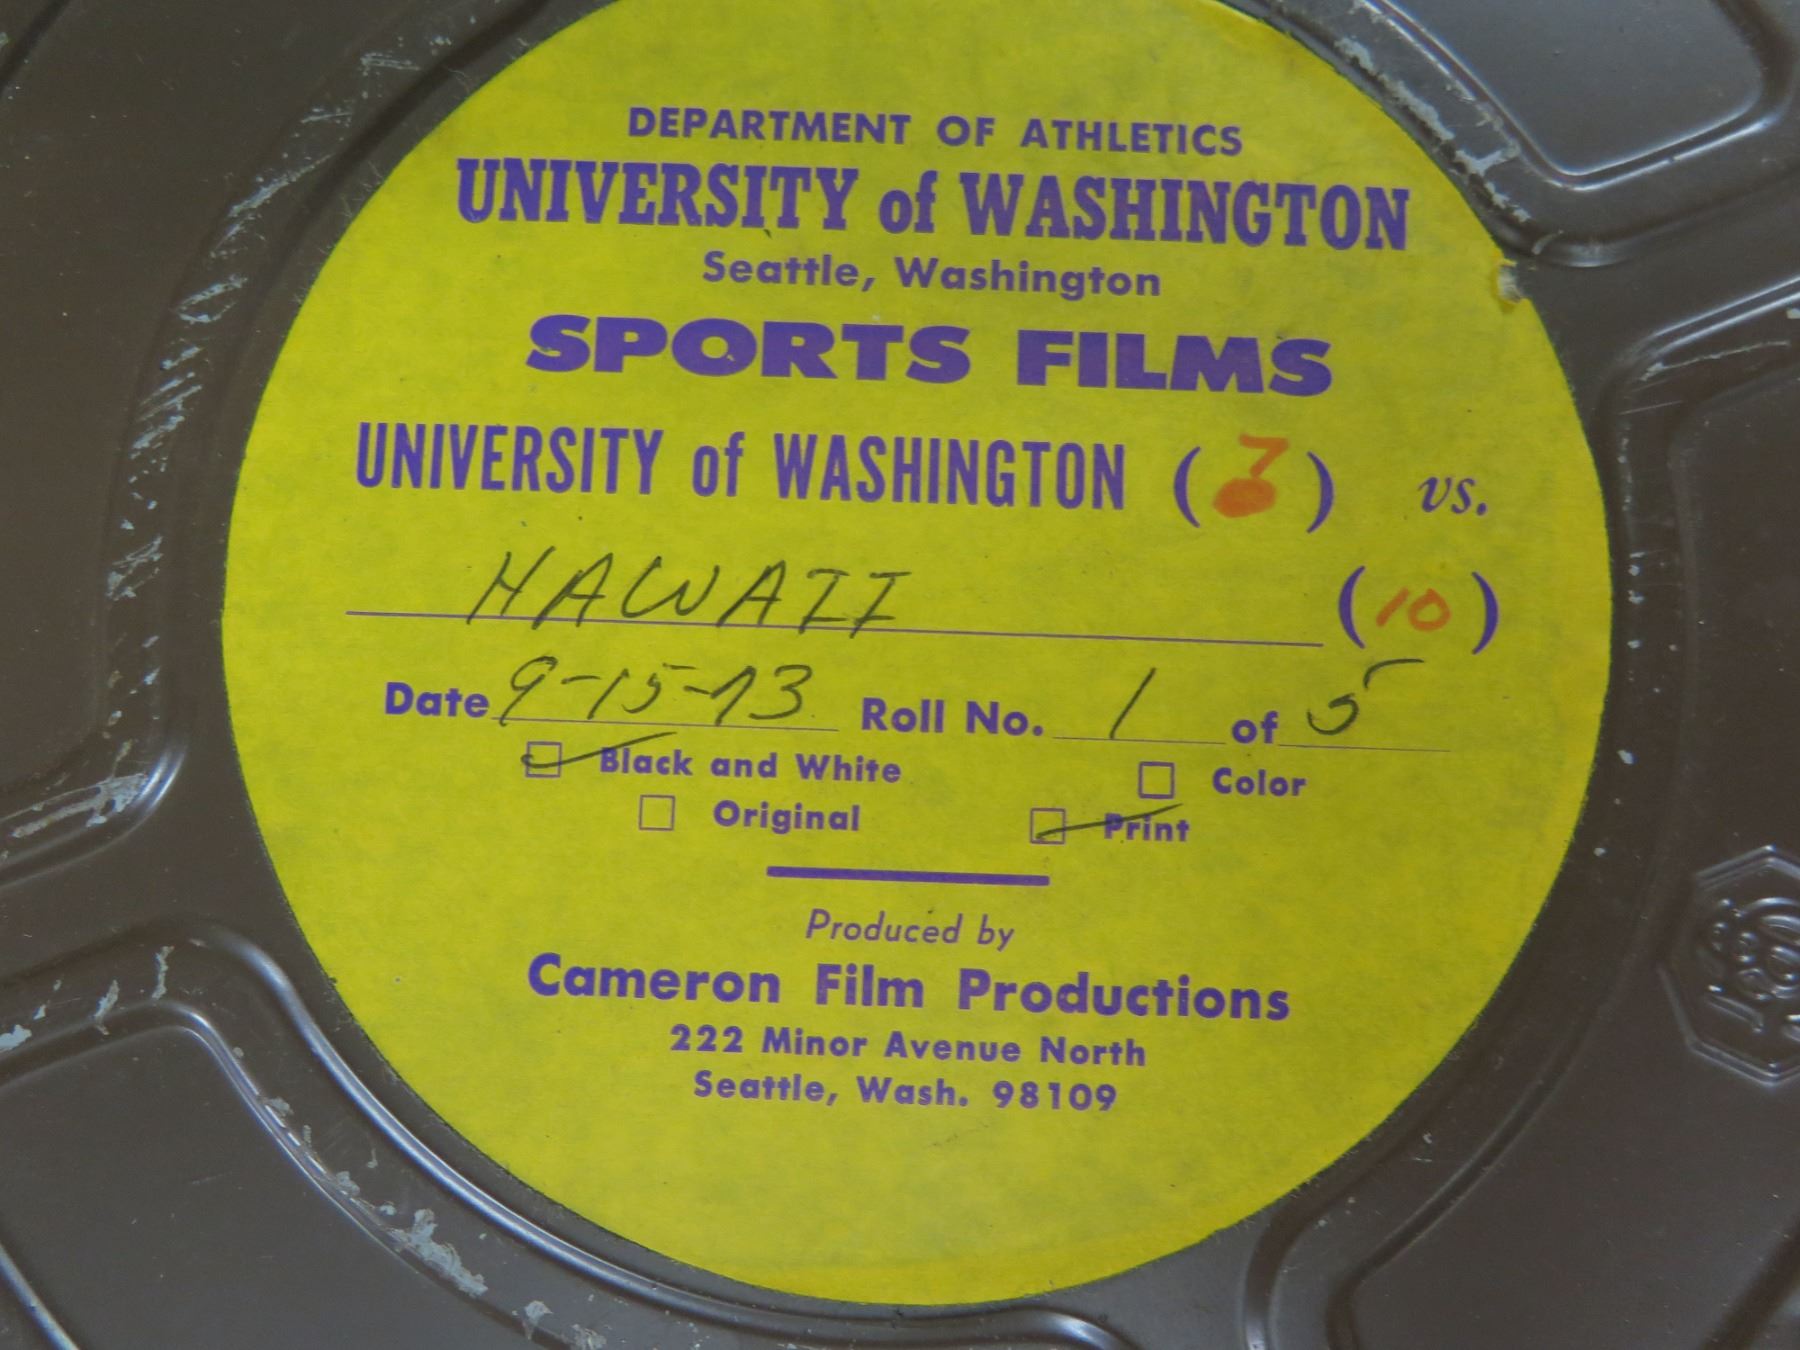 DEPARTMENT OF ATHLETICS
UNIVERSITY of WASHINGTON
Seattle, Washington
SPORTS FILMS
UNIVERSITY of WASHINGTON (7) vs.
HAWAII (10)
Date 9-15-73 Roll No. 1 of 5
Black and White Color
Original Print
Produced by
Cameron Film Productions
222 Minor Avenue North
Seattle, Wash. 98109